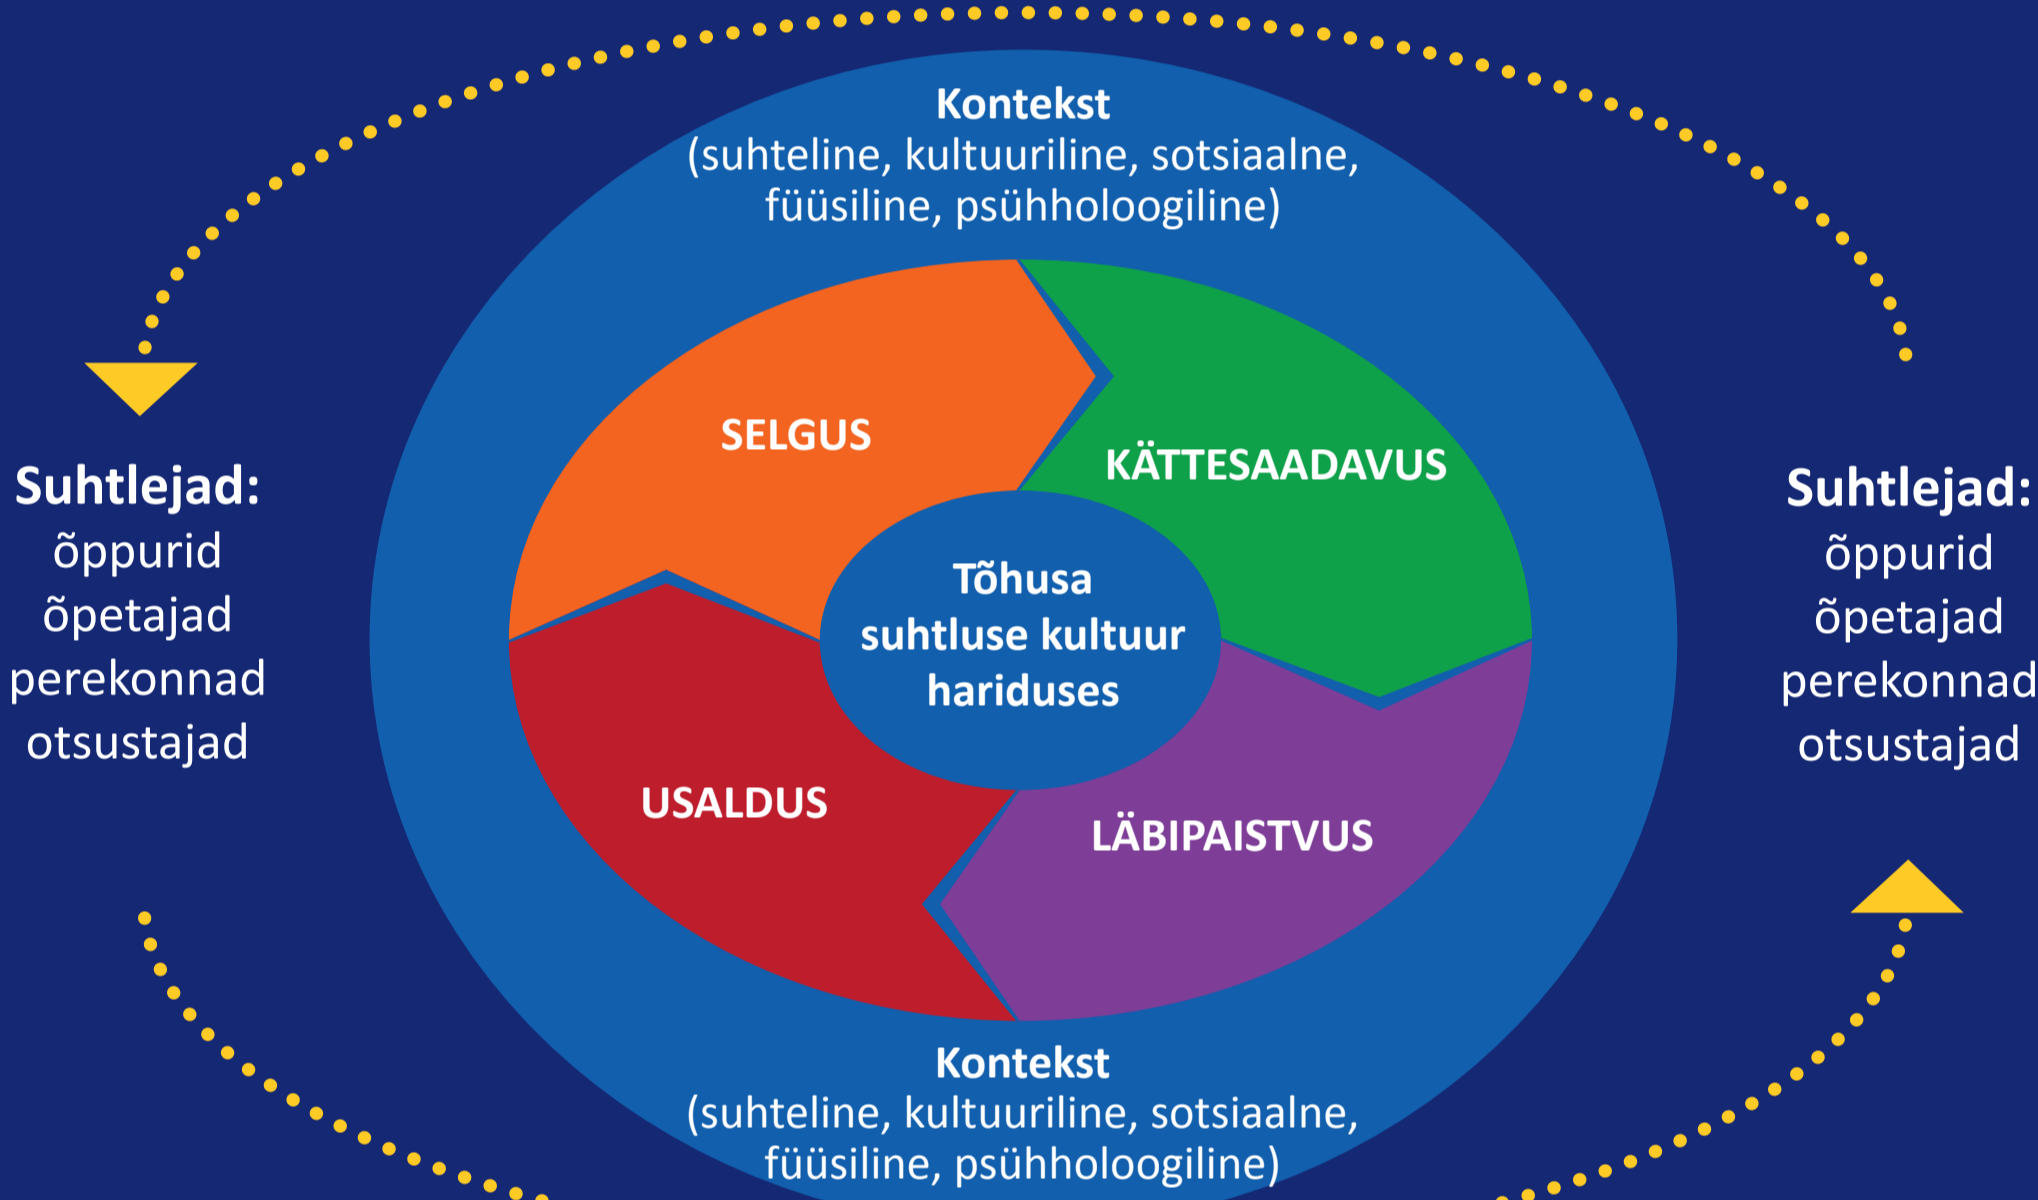 Kontekst
(suhteline, kultuuriline, sotsiaalne,
füüsiline, psühholoogiline)
SELGUS
KÄTTESAADAVUS
Suhtlejad:
õppurid
õpetajad
perekonnad
otsustajad
Tõhusa
suhtluse kultuur
hariduses
Suhtlejad:
õppurid
õpetajad
perekonnad
otsustajad
USALDUS
LÄBIPAISTVUS
Kontekst
(suhteline, kultuuriline, sotsiaalne,
füüsiline, psühholoogiline)